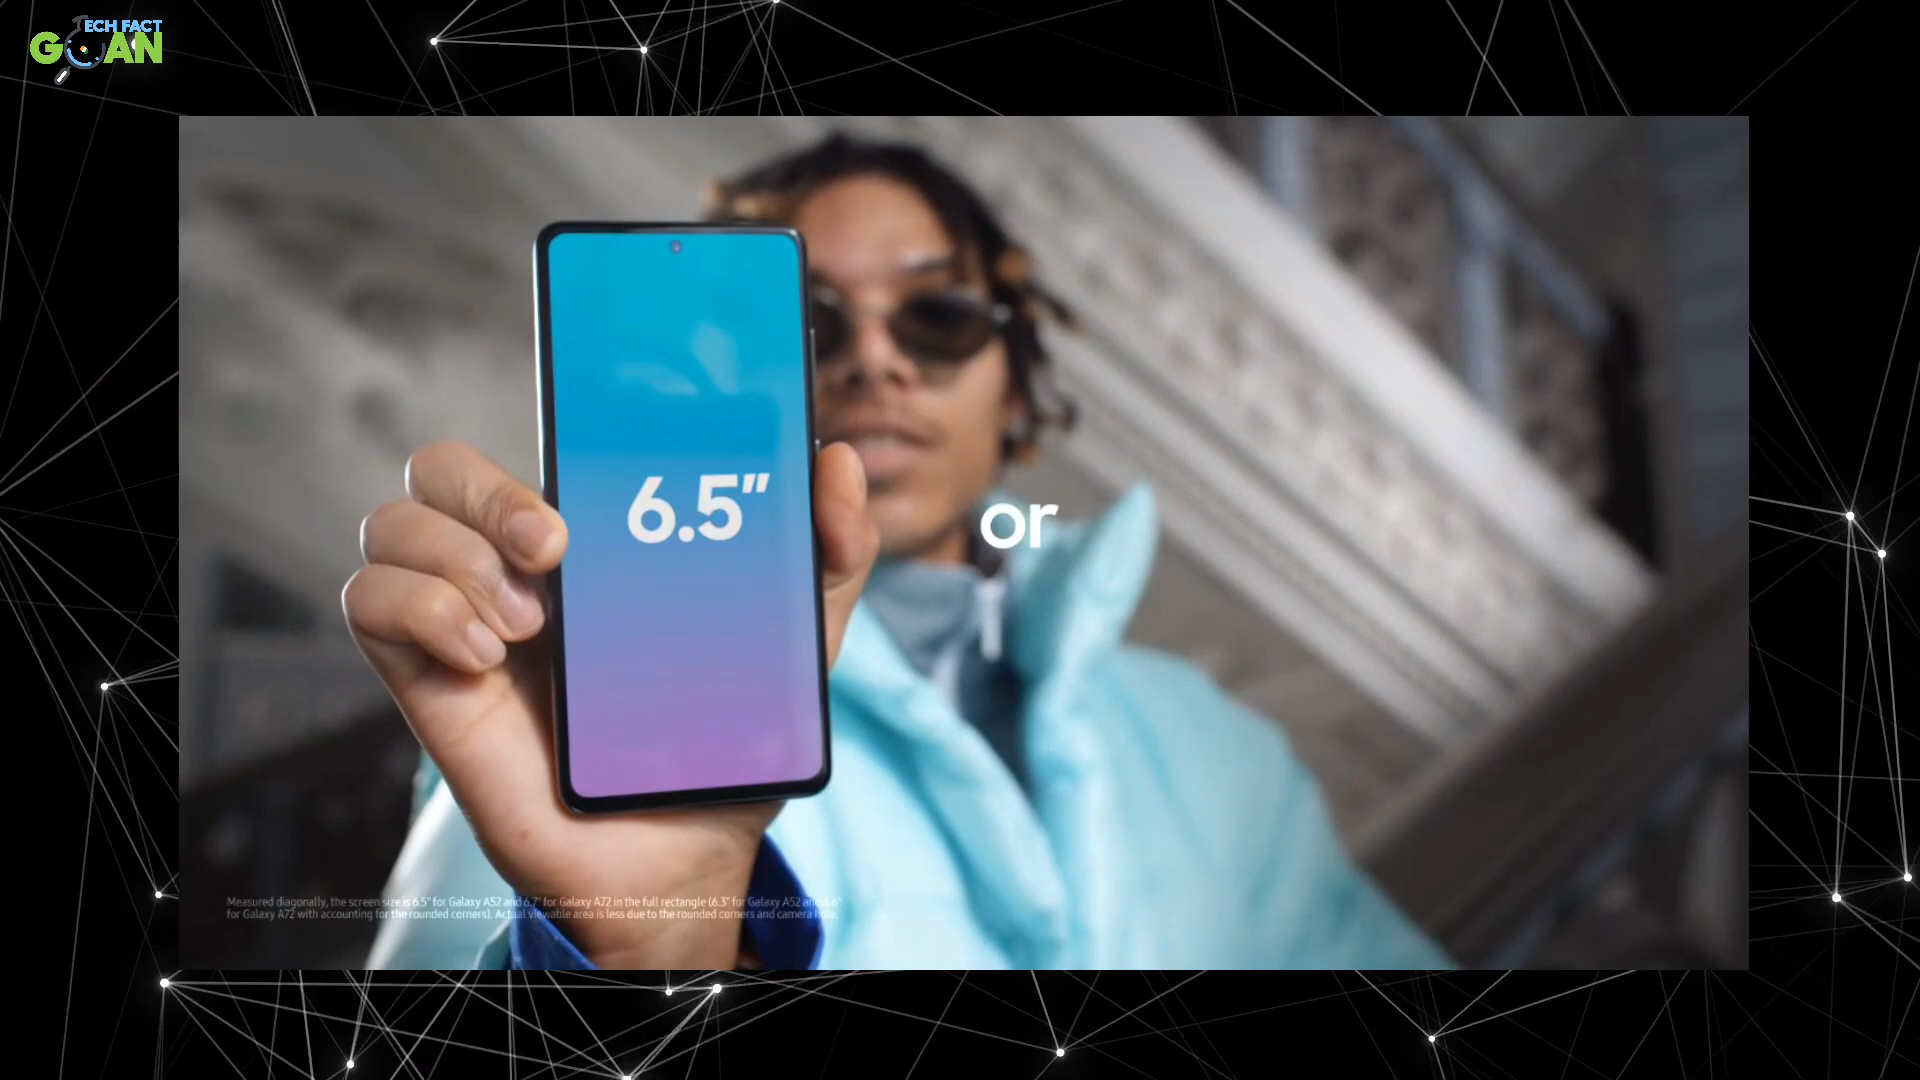 TECH FACT
GOAN
6.5"
or
Measured diagonally, the screen size is 6.5" for Galaxy A52 and 6.7" for Galaxy A72 in the full rectangle (6.3" for Galaxy A52 and 6.6"
for Galaxy A72 with accounting for the rounded corners). Actual viewable area is less due to the rounded corners and camera hole.